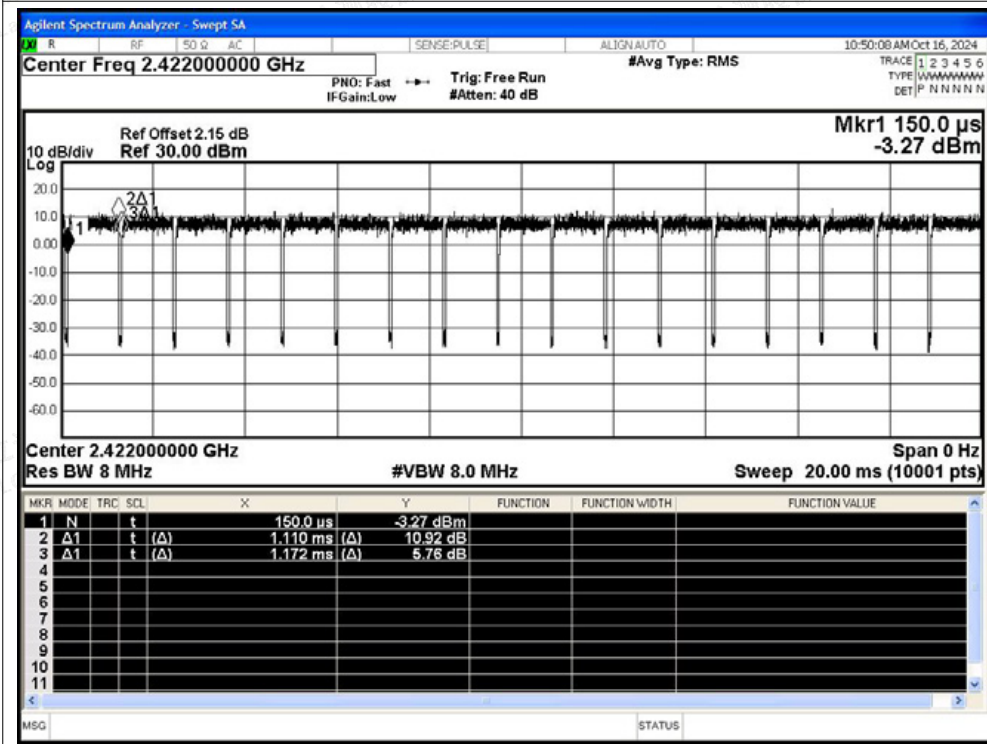 Agilent Spectrum Analyzer - Swept SA
LXI R RF 50 Ω AC SENSE:PULSE ALIGN AUTO 10:50:08 AM Oct 16, 2024
Center Freq 2.422000000 GHz #Avg Type: RMS TRACE 1 2 3 4 5 6
PNO: Fast Trig: Free Run TYPE WWWWWW
IFGain:Low #Atten: 40 dB DET P N N N N N
Mkr1 150.0 µs
Ref Offset 2.15 dB
10 dB/div Ref 30.00 dBm -3.27 dBm
Log
20.0
2Δ1
10.0 3Δ1
1
0.00
-10.0
-20.0
-30.0
-40.0
-50.0
-60.0
Center 2.422000000 GHz Span 0 Hz
Res BW 8 MHz #VBW 8.0 MHz Sweep 20.00 ms (10001 pts)
MKR MODE TRC SCL X Y FUNCTION FUNCTION WIDTH FUNCTION VALUE
1 N t 150.0 µs -3.27 dBm
2 Δ1 t (Δ) 1.110 ms (Δ) 10.92 dB
3 Δ1 t (Δ) 1.172 ms (Δ) 5.76 dB
4
5
6
7
8
9
10
11
MSG STATUS